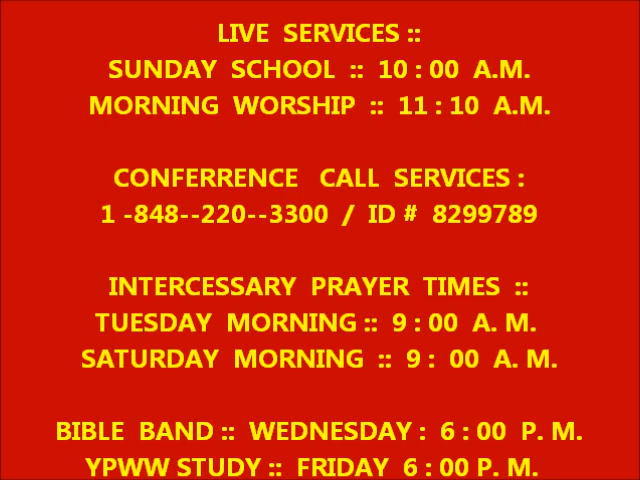 LIVE SERVICES ::
SUNDAY SCHOOL :: 10 : 00 A.M.
MORNING WORSHIP :: 11 : 10 A.M.
CONFERRENCE CALL SERVICES :
1 -848--220--3300 / ID # 8299789
INTERCESSARY PRAYER TIMES ::
TUESDAY MORNING :: 9 : 00 A. M.
SATURDAY MORNING :: 9 : 00 A. M.
BIBLE BAND :: WEDNESDAY : 6 : 00 P. M.
YPWW STUDY :: FRIDAY 6 : 00 P. M.